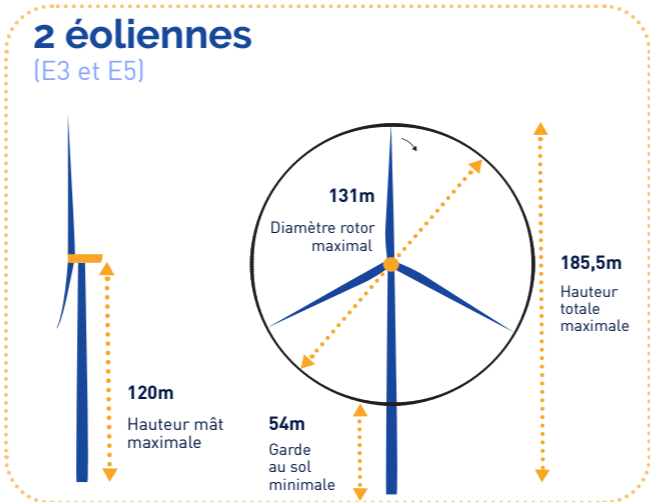 2 éoliennes
(E3 et E5)
131m
Diamètre rotor
maximal
185,5m
Hauteur
totale
maximale
120m
Hauteur mât
maximale
54m
Garde
au sol
minimale